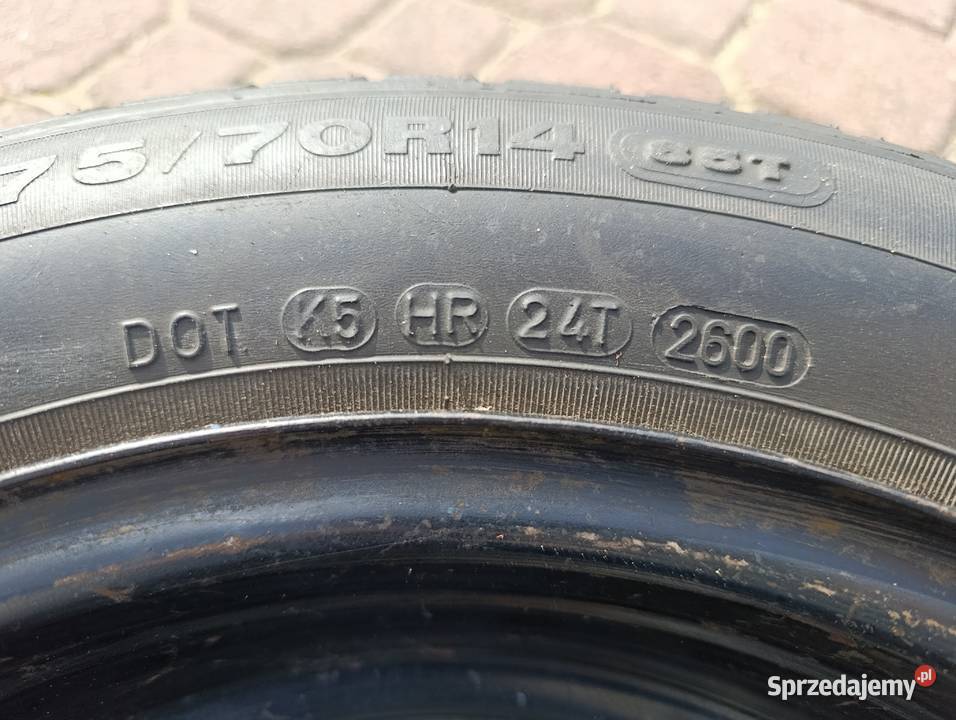 75/70R14 88T
DOT K5 HR 24T 2600
Sprzedajemy.pl